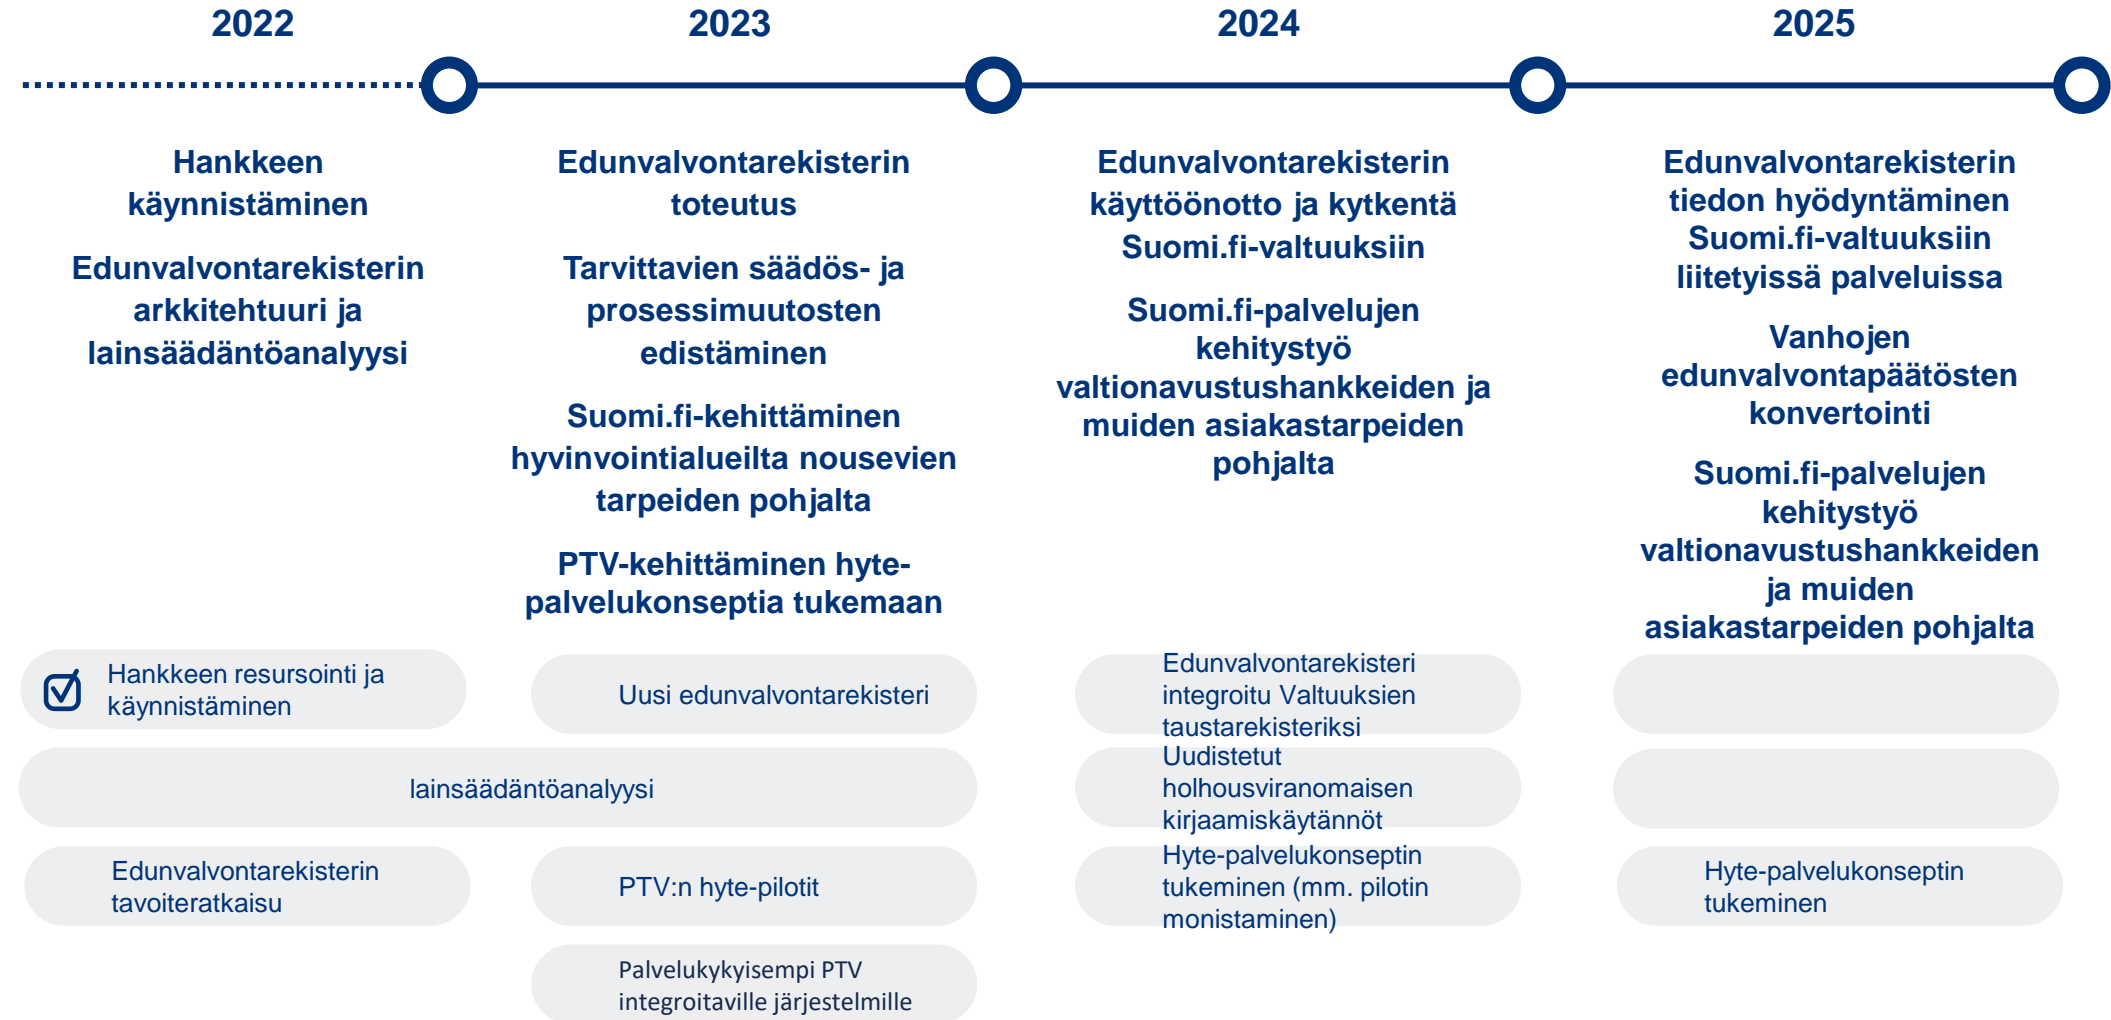 2022
2023
2024
2025
Hankkeen
käynnistäminen
Edunvalvontarekisterin
arkkitehtuuri ja
lainsäädäntöanalyysi
Edunvalvontarekisterin
toteutus
Tarvittavien säädös- ja
prosessimuutosten
edistäminen
Suomi.fi-kehittäminen
hyvinvointialueilta nousevien
tarpeiden pohjalta
PTV-kehittäminen hyte-
palvelukonseptia tukemaan
Edunvalvontarekisterin
käyttöönotto ja kytkentä
Suomi.fi-valtuuksiin
Suomi.fi-palvelujen
kehitystyö
valtionavustushankkeiden ja
muiden asiakastarpeiden
pohjalta
Edunvalvontarekisterin
tiedon hyödyntäminen
Suomi.fi-valtuuksiin
liitetyissä palveluissa
Vanhojen
edunvalvontapäätösten
konvertointi
Suomi.fi-palvelujen
kehitystyö
valtionavustushankkeiden
ja muiden
asiakastarpeiden pohjalta
Hankkeen resursointi ja
käynnistäminen
Uusi edunvalvontarekisteri
Edunvalvontarekisteri
integroitu Valtuuksien
taustarekisteriksi
lainsäädäntöanalyysi
Uudistetut
holhousviranomaisen
kirjaamiskäytännöt
Edunvalvontarekisterin
tavoiteratkaisu
PTV:n hyte-pilotit
Hyte-palvelukonseptin
tukeminen (mm. pilotin
monistaminen)
Hyte-palvelukonseptin
tukeminen
Palvelukykyisempi PTV
integroitaville järjestelmille